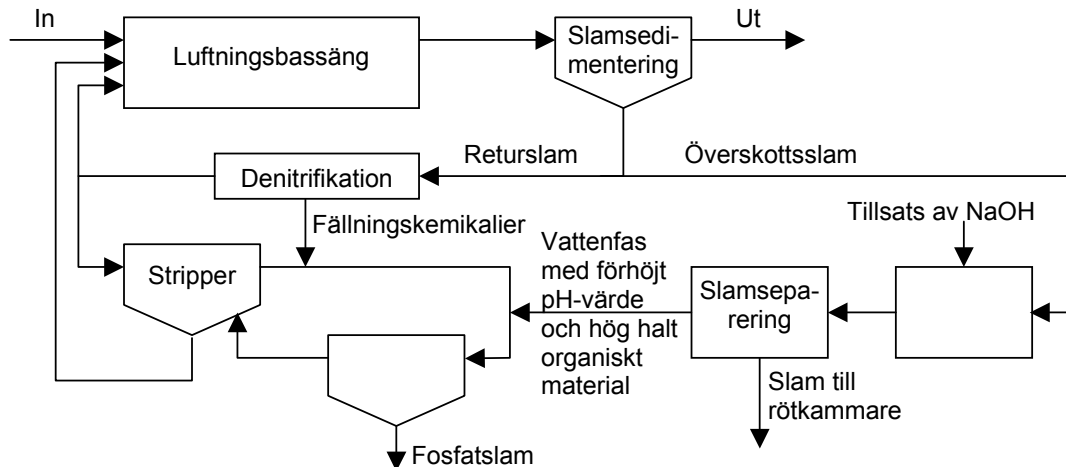 In
Luftningsbassäng
Slamsedi-
mentering
Ut
Returslam
Överskottsslam
Denitrifikation
Fällningskemikalier
Tillsats av NaOH
Stripper
Vattenfas
med förhöjt
pH-värde
och hög halt
organiskt
material
Slamsepa-
rering
Slam till
rötkammare
Fosfatslam